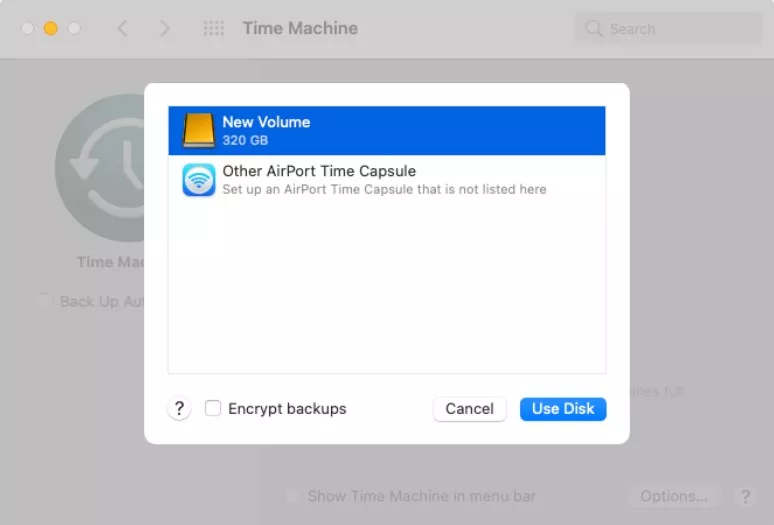 Time Machine
Search
New Volume
320 GB
Other AirPort Time Capsule
Set up an AirPort Time Capsule that is not listed here
Time Mac
Back Up Aut
mes full.
? Encrypt backups Cancel Use Disk
Show Time Machine in menu bar Options... ?